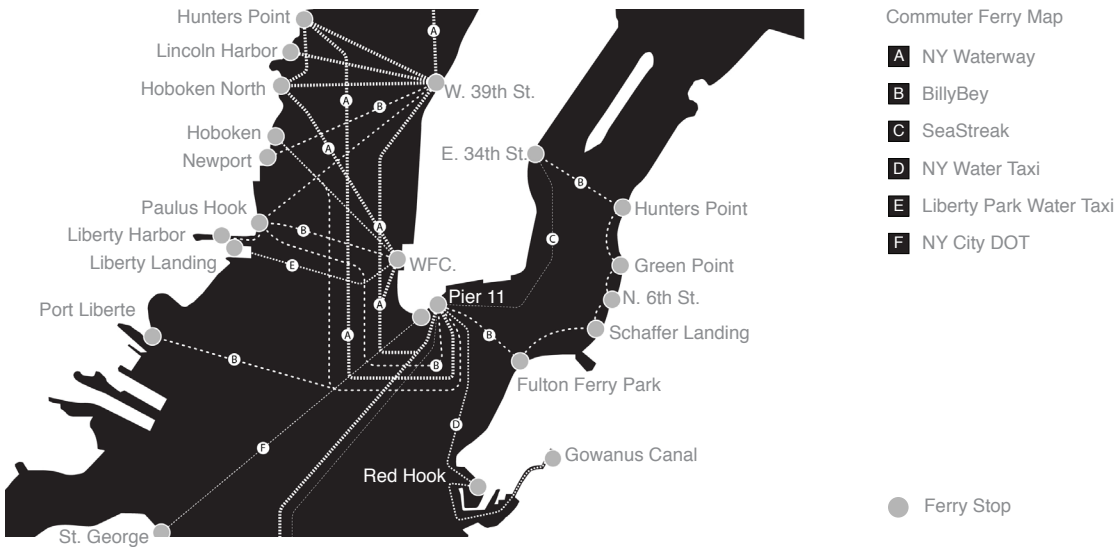 Commuter Ferry Map
A NY Waterway
B BillyBey
C SeaStreak
D NY Water Taxi
E Liberty Park Water Taxi
F NY City DOT
Ferry Stop
Hunters Point
Lincoln Harbor
Hoboken North
Hoboken
Newport
Paulus Hook
Liberty Harbor
Liberty Landing
Port Liberte
St. George
W. 39th St.
E. 34th St.
WFC.
Pier 11
Hunters Point
Green Point
N. 6th St.
Schaffer Landing
Fulton Ferry Park
Gowanus Canal
Red Hook
A
A
B
A
B
C
A
B
E
A
A
B
B
B
D
F